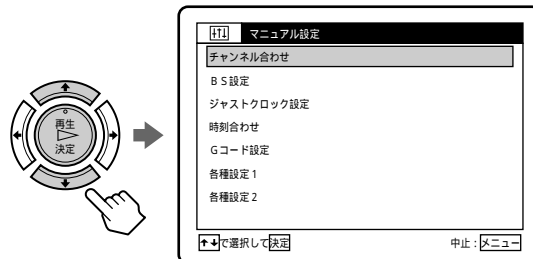 マニュアル設定
チャンネル合わせ
ＢＳ設定
ジャストクロック設定
時刻合わせ
Ｇコード設定
各種設定１
各種設定２
再生
決定
↑↓で選択して決定
中止：メニュー